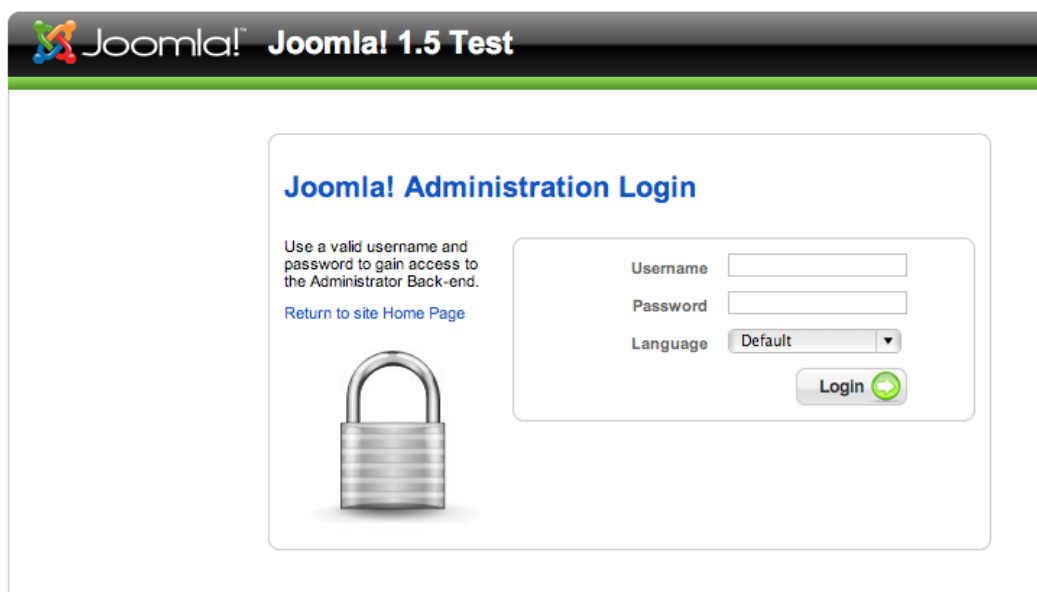 Joomla!™ Joomla! 1.5 Test
Joomla! Administration Login
Use a valid username and
password to gain access to
the Administrator Back-end.
Return to site Home Page
Username
Password
Language Default
Login